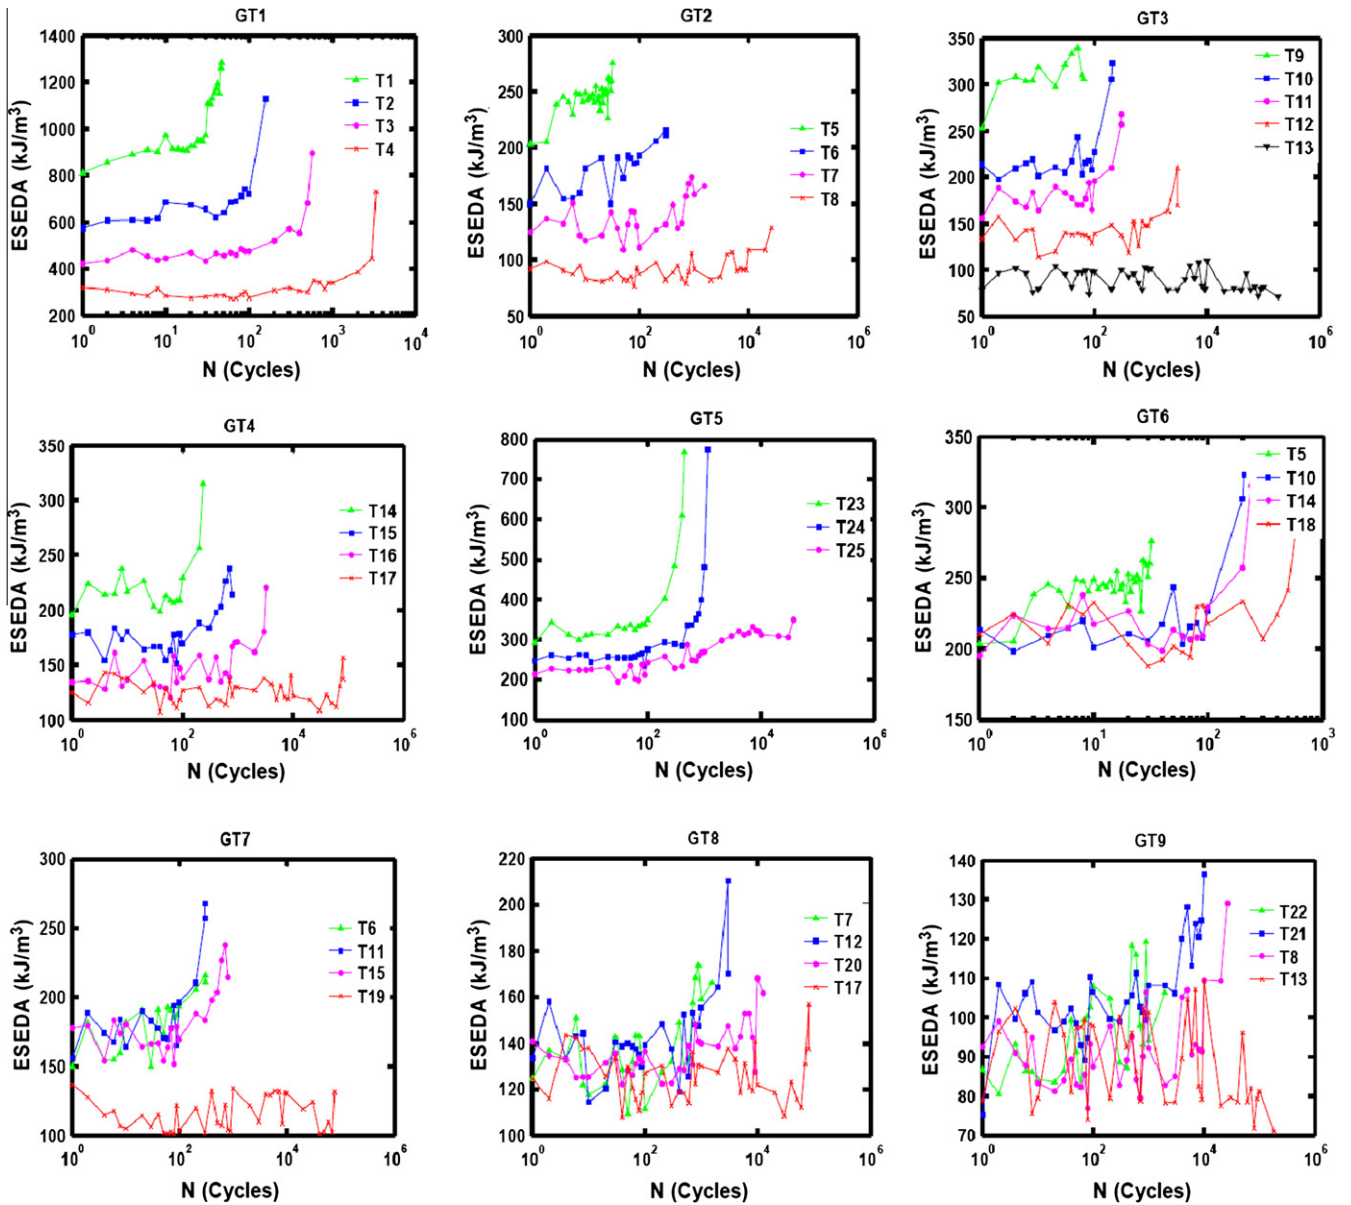 GT1
1400
1200
1000
800
600
400
200
ESEDA (kJ/m³)
T1
T2
T3
T4
10⁰
10¹
10²
10³
10⁴
N (Cycles)
GT2
300
250
200
150
100
50
ESEDA (kJ/m³)
T5
T6
T7
T8
10⁰
10²
10⁴
10⁶
N (Cycles)
GT3
350
300
250
200
150
100
50
ESEDA (kJ/m³)
T9
T10
T11
T12
T13
10⁰
10²
10⁴
10⁶
N (Cycles)
GT4
350
300
250
200
150
100
ESEDA (kJ/m³)
T14
T15
T16
T17
10⁰
10²
10⁴
10⁶
N (Cycles)
GT5
800
700
600
500
400
300
200
100
ESEDA (kJ/m³)
T23
T24
T25
10⁰
10²
10⁴
10⁶
N (Cycles)
GT6
350
300
250
200
150
ESEDA (kJ/m³)
T5
T10
T14
T18
10⁰
10¹
10²
10³
N (Cycles)
GT7
300
250
200
150
100
ESEDA (kJ/m³)
T6
T11
T15
T19
10⁰
10²
10⁴
10⁶
N (Cycles)
GT8
220
200
180
160
140
120
100
ESEDA (kJ/m³)
T7
T12
T20
T17
10⁰
10²
10⁴
10⁶
N (Cycles)
GT9
140
130
120
110
100
90
80
70
ESEDA (kJ/m³)
T22
T21
T8
T13
10⁰
10²
10⁴
10⁶
N (Cycles)